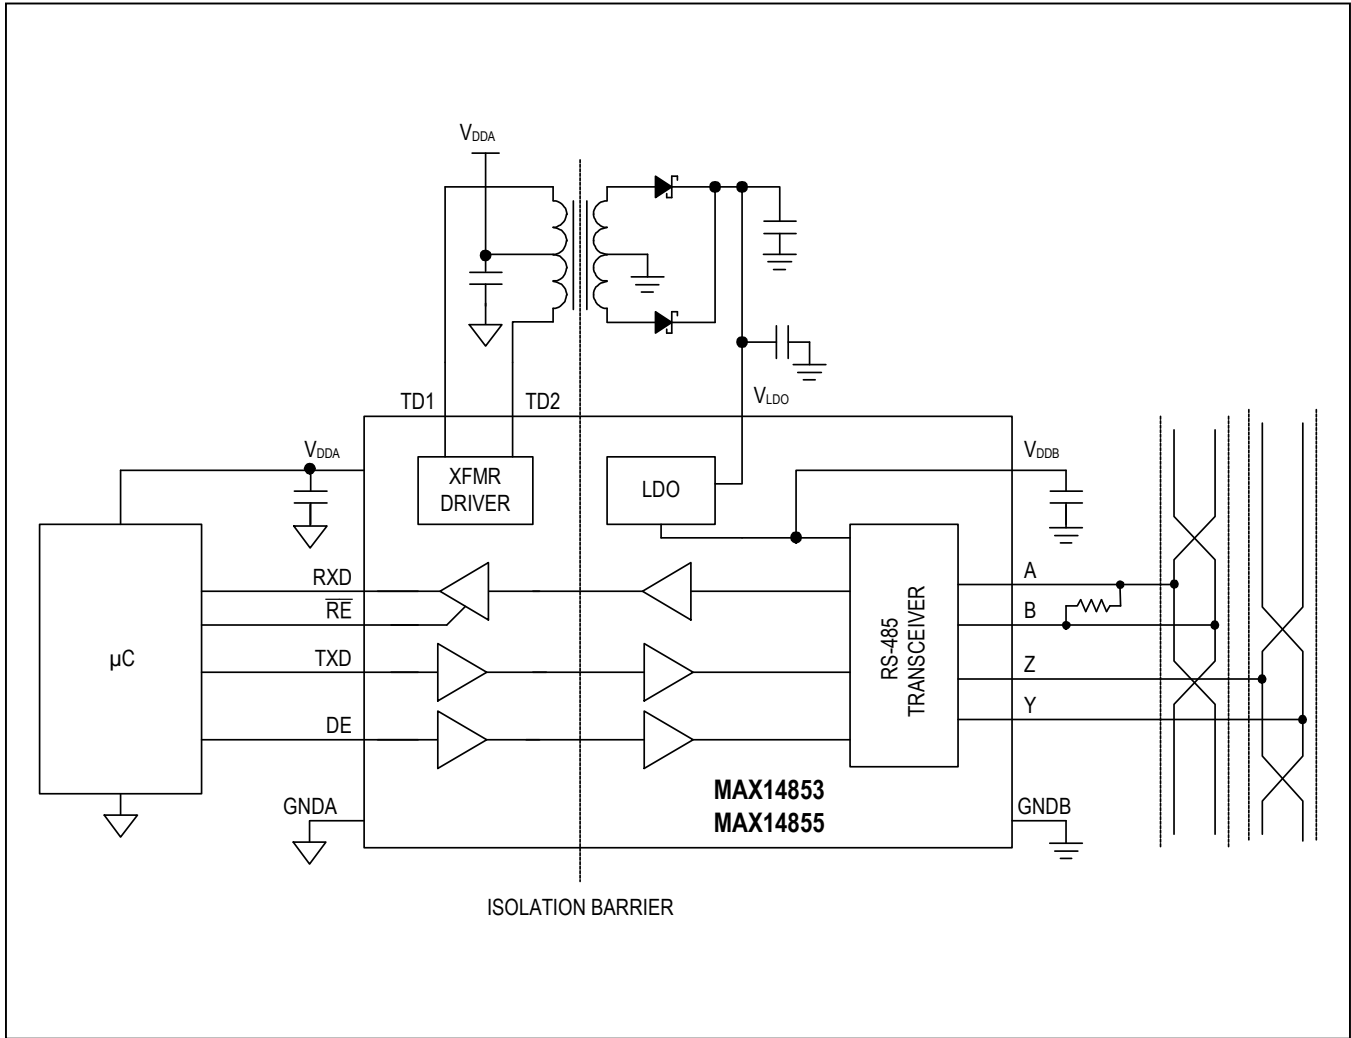 VDDA
TD1
TD2
VLDO
VDDA
XFMR
DRIVER
LDO
VDDB
µC
RXD
RE
TXD
DE
RS-485
TRANSCEIVER
A
B
Z
Y
MAX14853
MAX14855
GNDA
GNDB
ISOLATION BARRIER